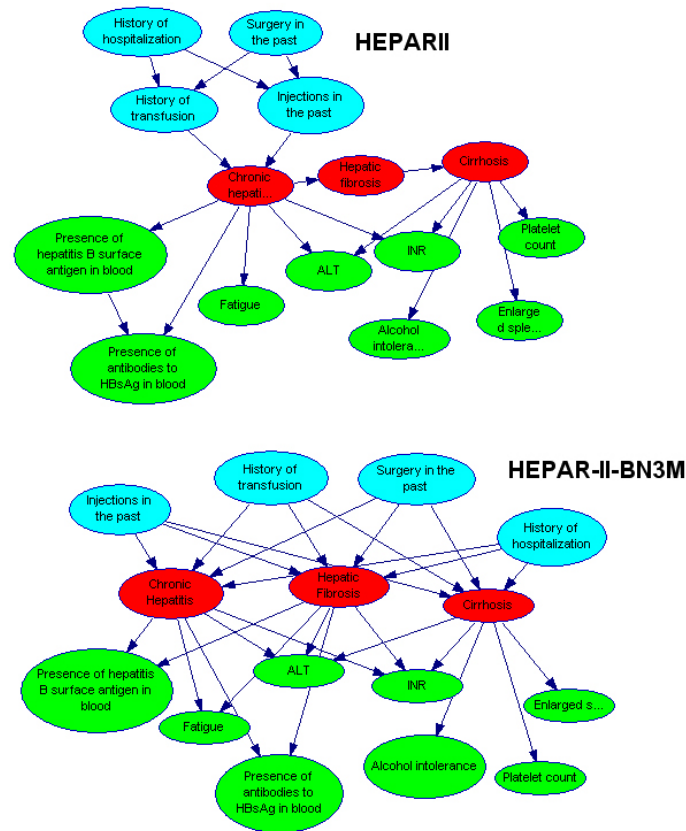 History of
hospitalization
Surgery in
the past
HEPARII
History of
transfusion
Injections in
the past
Chronic
hepati...
Hepatic
fibrosis
Cirrhosis
Presence of
hepatitis B surface
antigen in blood
ALT
INR
Platelet
count
Fatigue
Alcohol
intolera...
Enlarge
d sple...
Presence of
antibodies to
HBsAg in blood
HEPAR-II-BN3M
Injections in
the past
History of
transfusion
Surgery in the
past
History of
hospitalization
Chronic
Hepatitis
Hepatic
Fibrosis
Cirrhosis
Presence of hepatitis
B surface antigen in
blood
ALT
INR
Enlarged s...
Fatigue
Presence of
antibodies to
HBsAg in blood
Alcohol intolerance
Platelet count